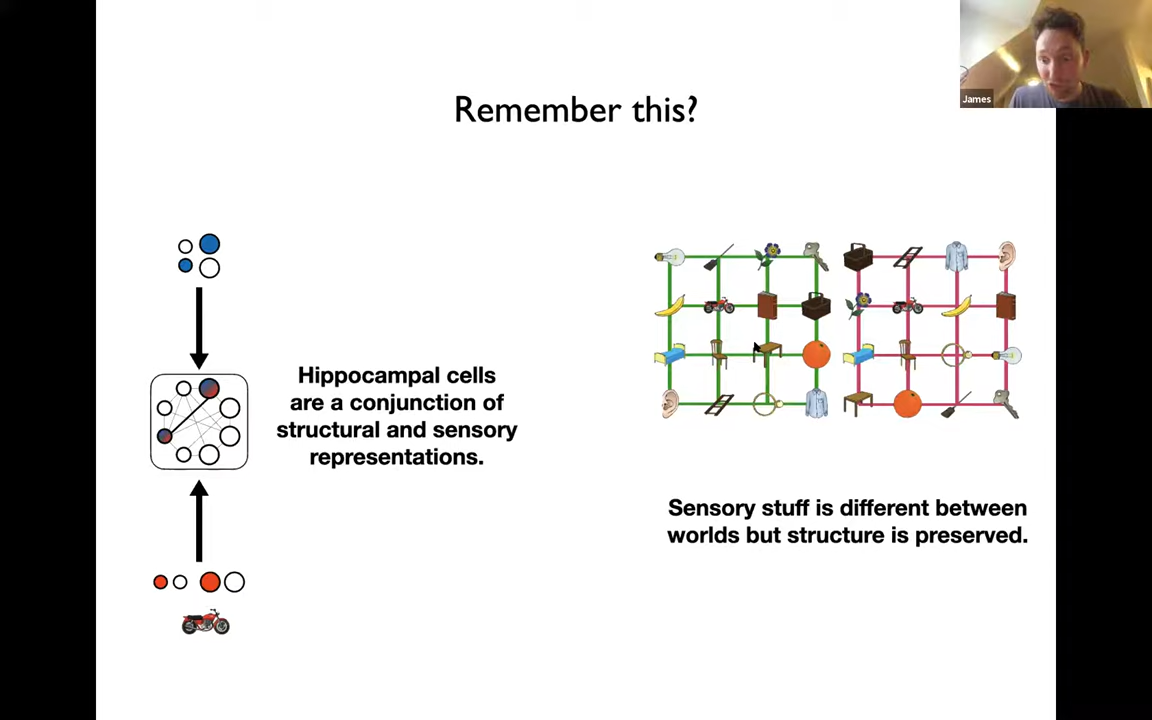 James
Remember this?
Hippocampal cells
are a conjunction of
structural and sensory
representations.
Sensory stuff is different between
worlds but structure is preserved.